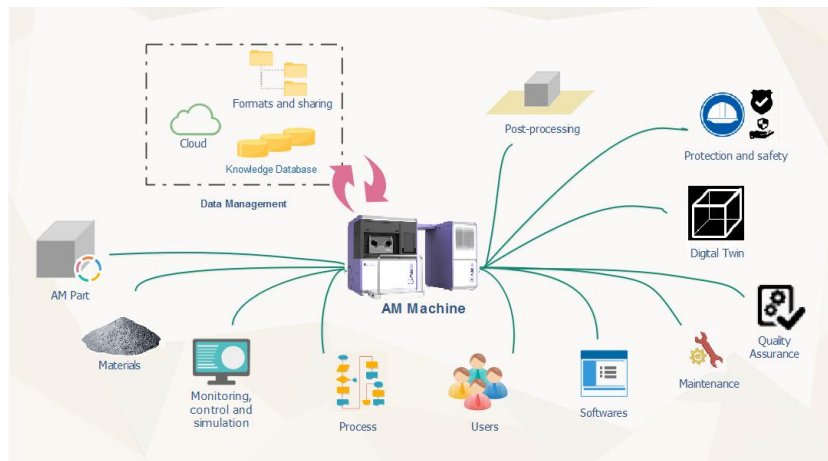 Formats and sharing
Cloud
Knowledge Database
Data Management
Post-processing
Protection and safety
Digital Twin
AM Part
AM Machine
Materials
Monitoring,
control and
simulation
Process
Users
Softwares
Maintenance
Quality
Assurance